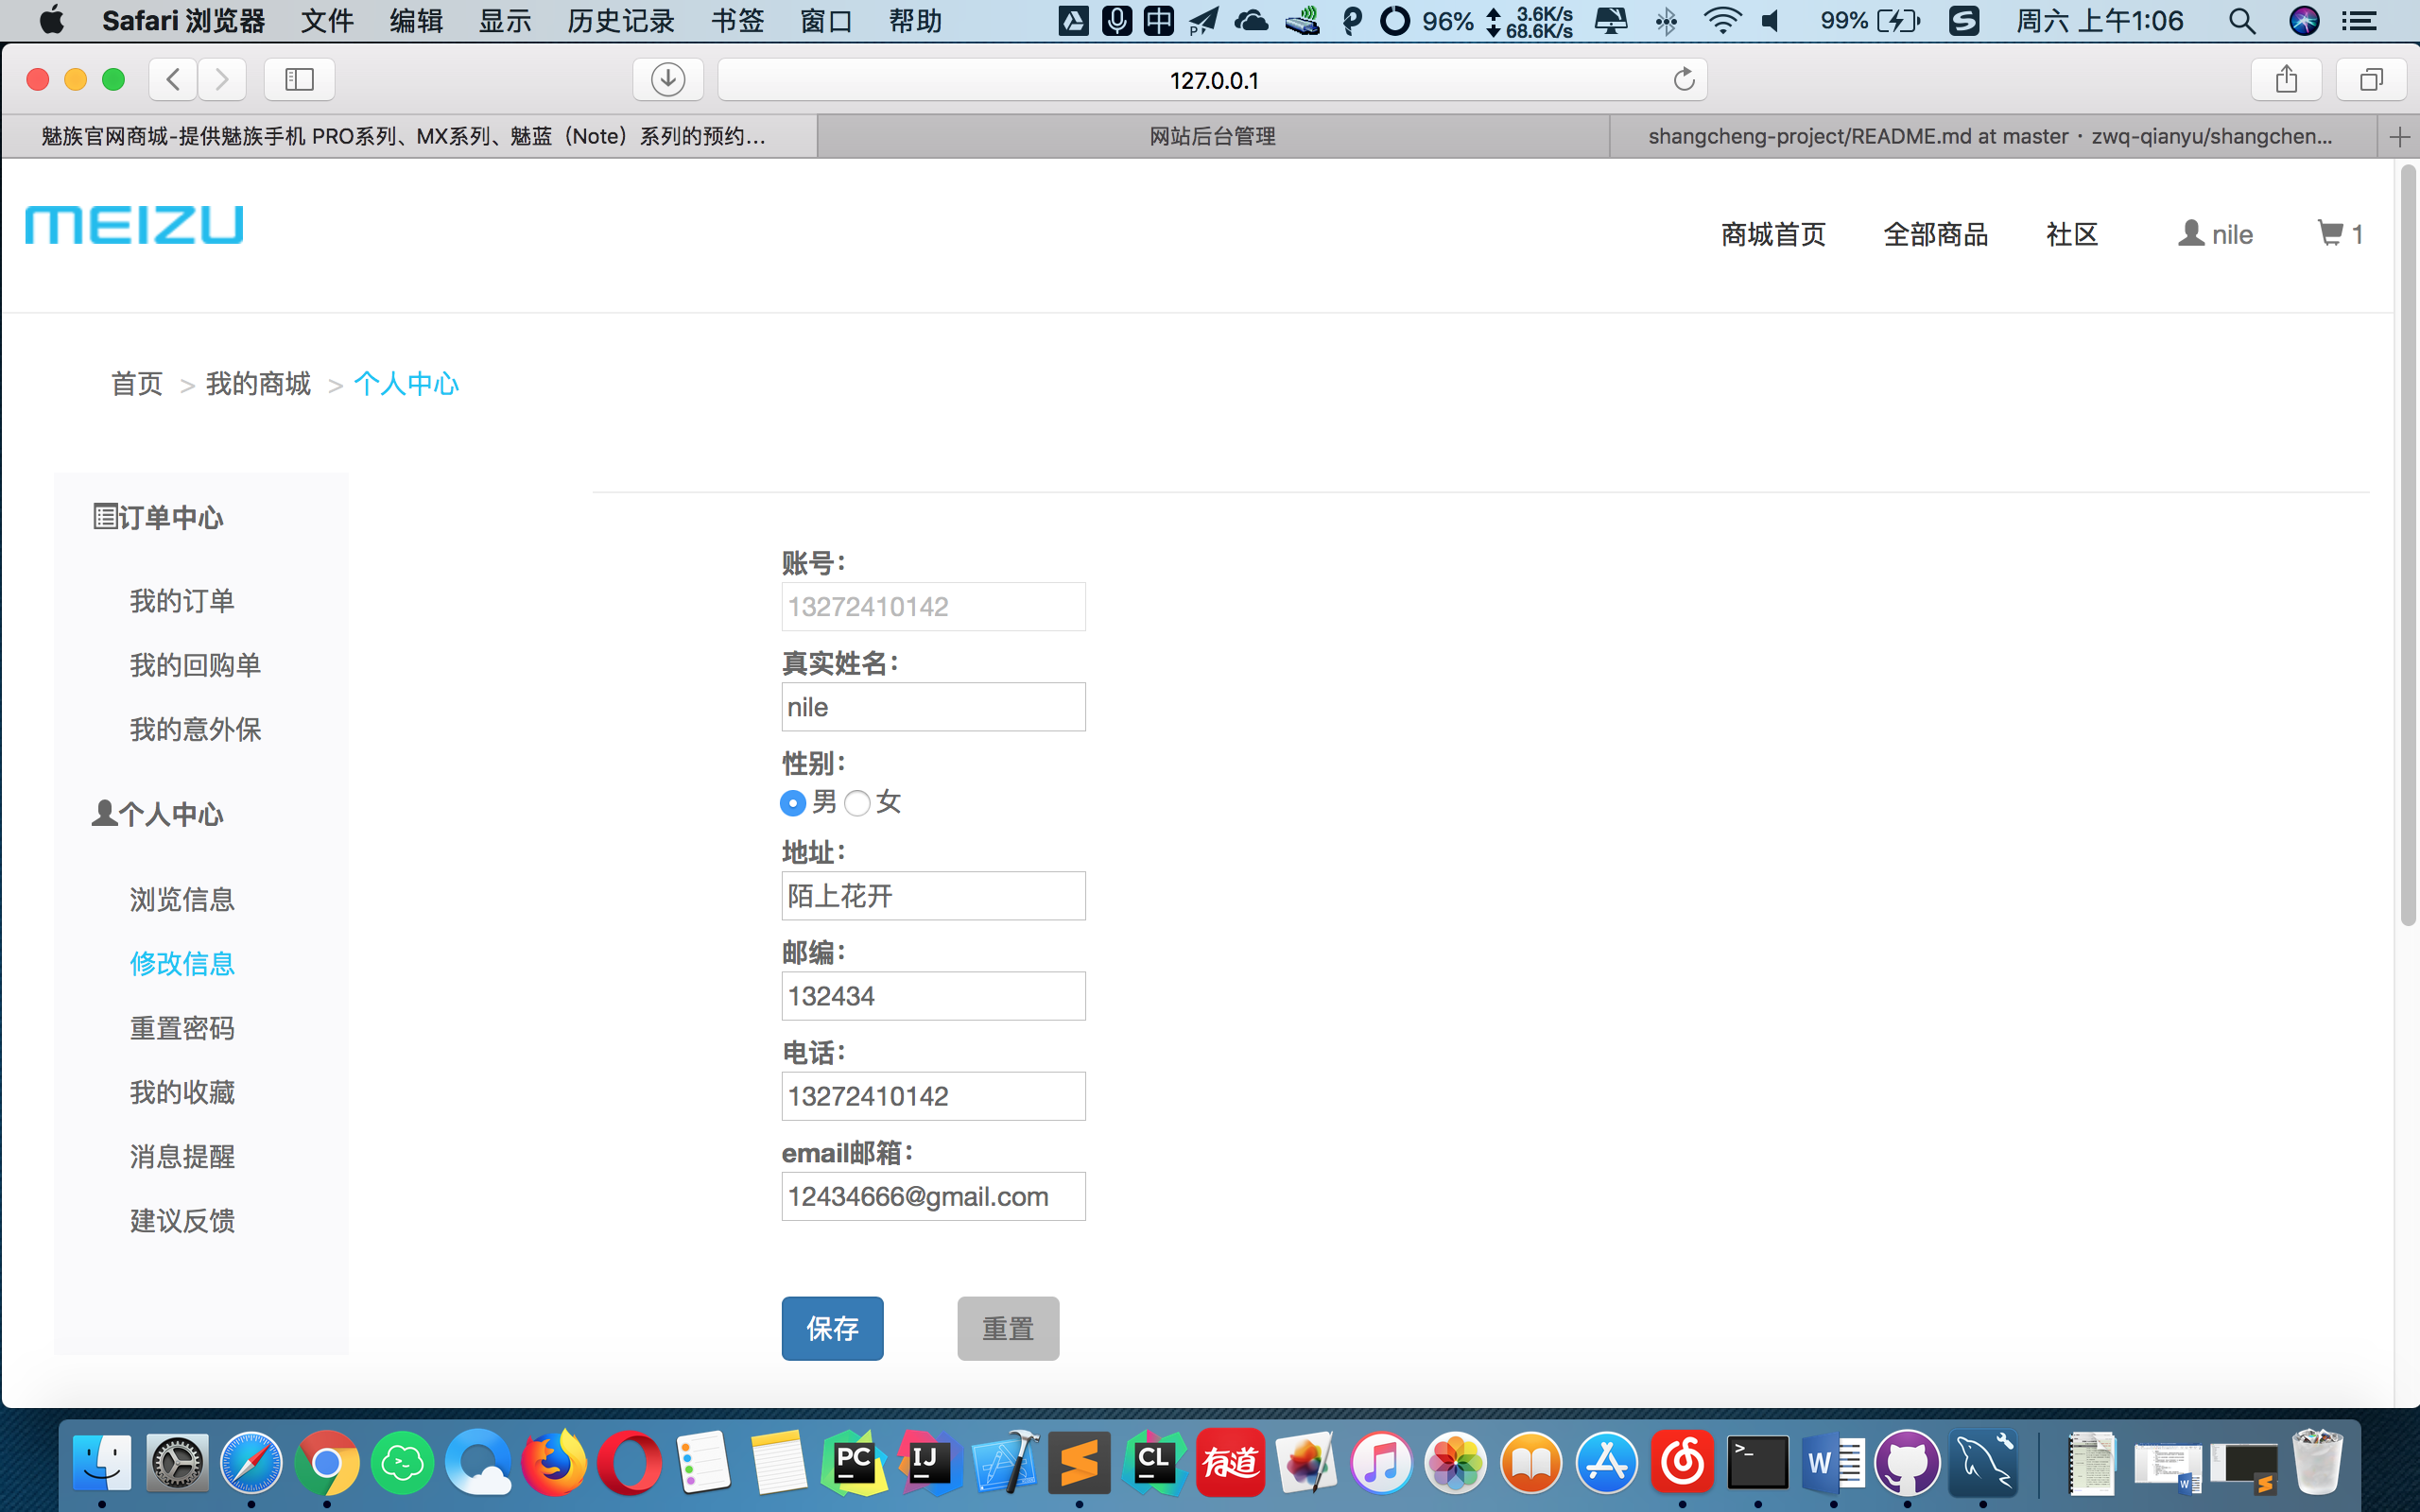 Safari 浏览器 文件 编辑 显示 历史记录 书签 窗口 帮助 中 96% 3.6K/s 68.6K/s 99% 周六 上午1:06
127.0.0.1
魅族官网商城-提供魅族手机 PRO系列、MX系列、魅蓝（Note）系列的预约... 网站后台管理 shangcheng-project/README.md at master · zwq-qianyu/shangchen...
MEIZU 商城首页 全部商品 社区 nile 1
首页 > 我的商城 > 个人中心
订单中心
我的订单
我的回购单
我的意外保
个人中心
浏览信息
修改信息
重置密码
我的收藏
消息提醒
建议反馈
账号：
13272410142
真实姓名：
nile
性别：
男 女
地址：
陌上花开
邮编：
132434
电话：
13272410142
email邮箱：
12434666@gmail.com
保存 重置
PC IJ CL 有道 >_ W